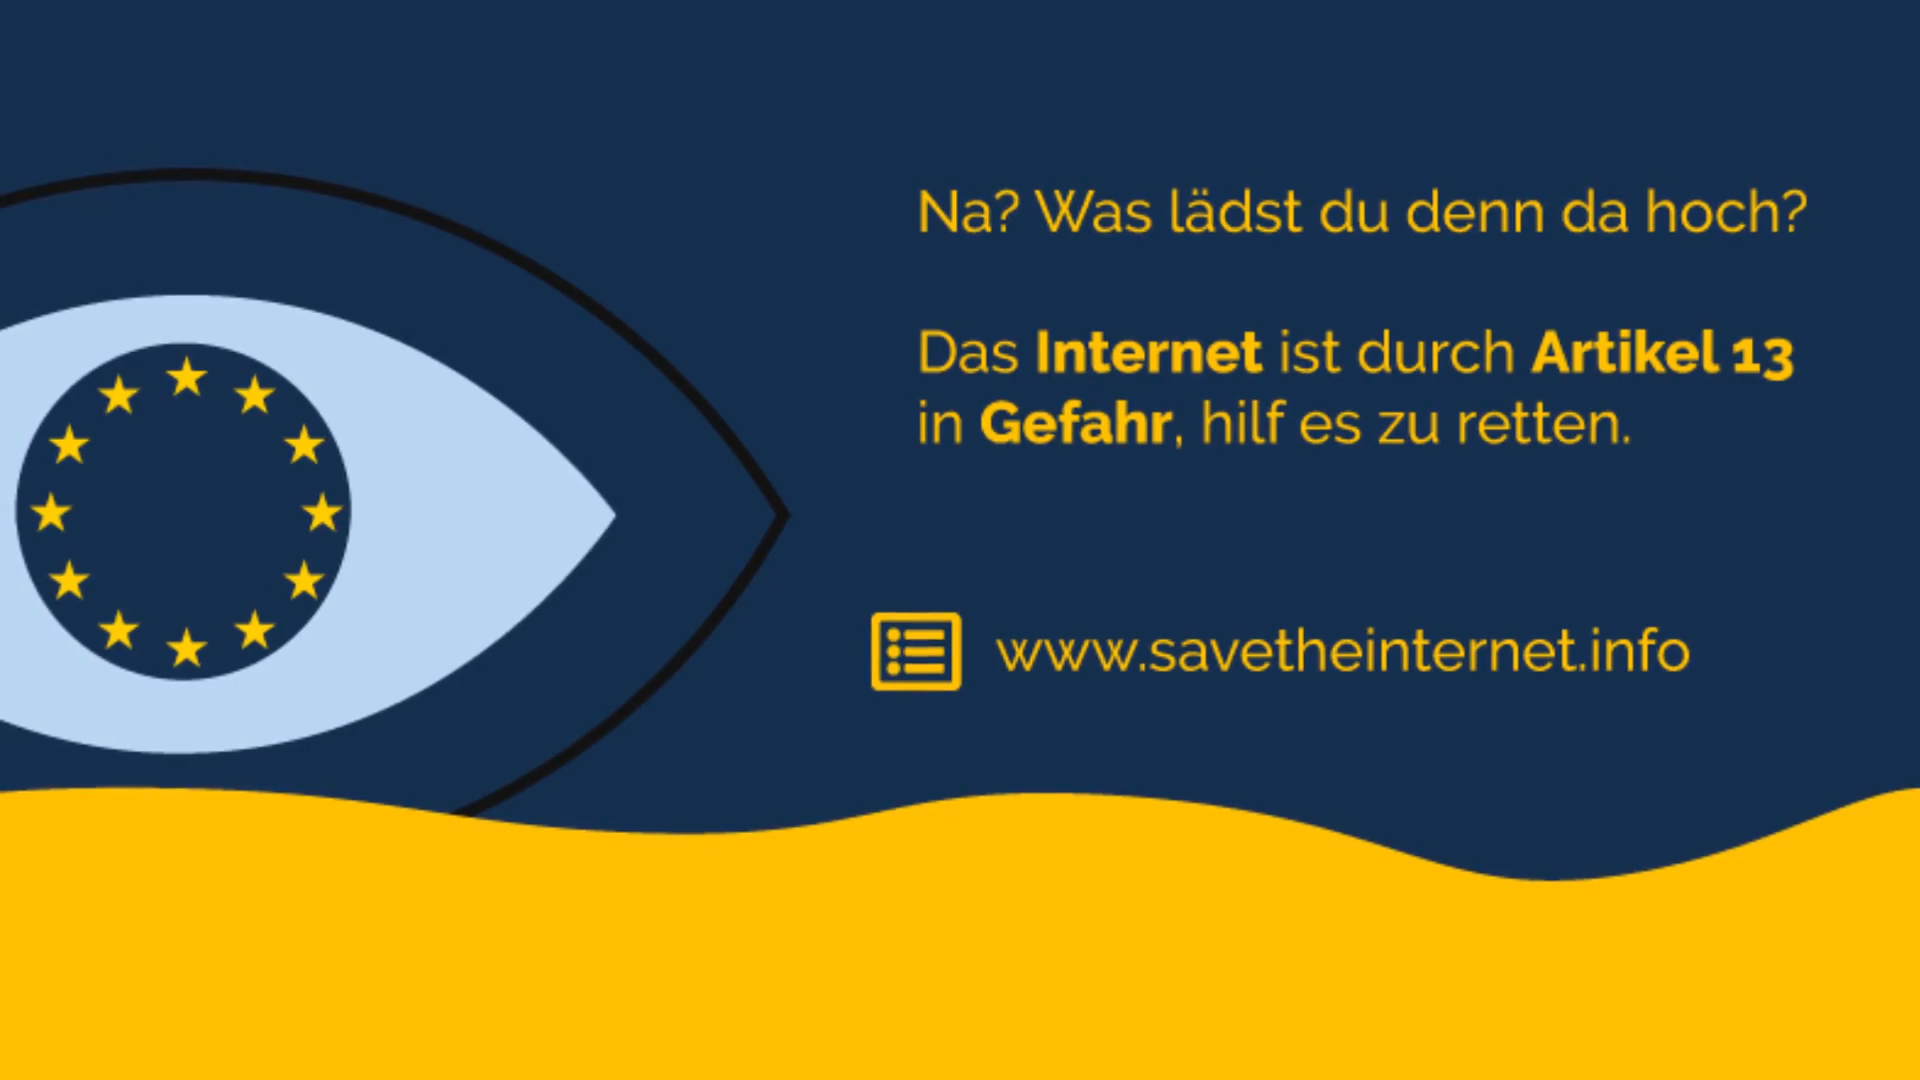 Na? Was lädst du denn da hoch?
Das Internet ist durch Artikel 13
in Gefahr, hilf es zu retten.
www.savetheinternet.info